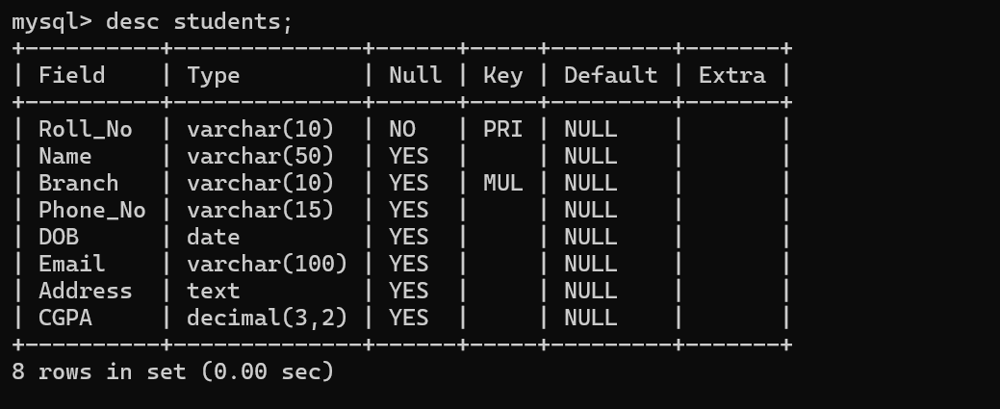 mysql> desc students;
+----------+--------------+------+-----+---------+-------+
| Field    | Type         | Null | Key | Default | Extra |
+----------+--------------+------+-----+---------+-------+
| Roll_No  | varchar(10)  | NO   | PRI | NULL    |       |
| Name     | varchar(50)  | YES  |     | NULL    |       |
| Branch   | varchar(10)  | YES  | MUL | NULL    |       |
| Phone_No | varchar(15)  | YES  |     | NULL    |       |
| DOB      | date         | YES  |     | NULL    |       |
| Email    | varchar(100) | YES  |     | NULL    |       |
| Address  | text         | YES  |     | NULL    |       |
| CGPA     | decimal(3,2) | YES  |     | NULL    |       |
+----------+--------------+------+-----+---------+-------+
8 rows in set (0.00 sec)